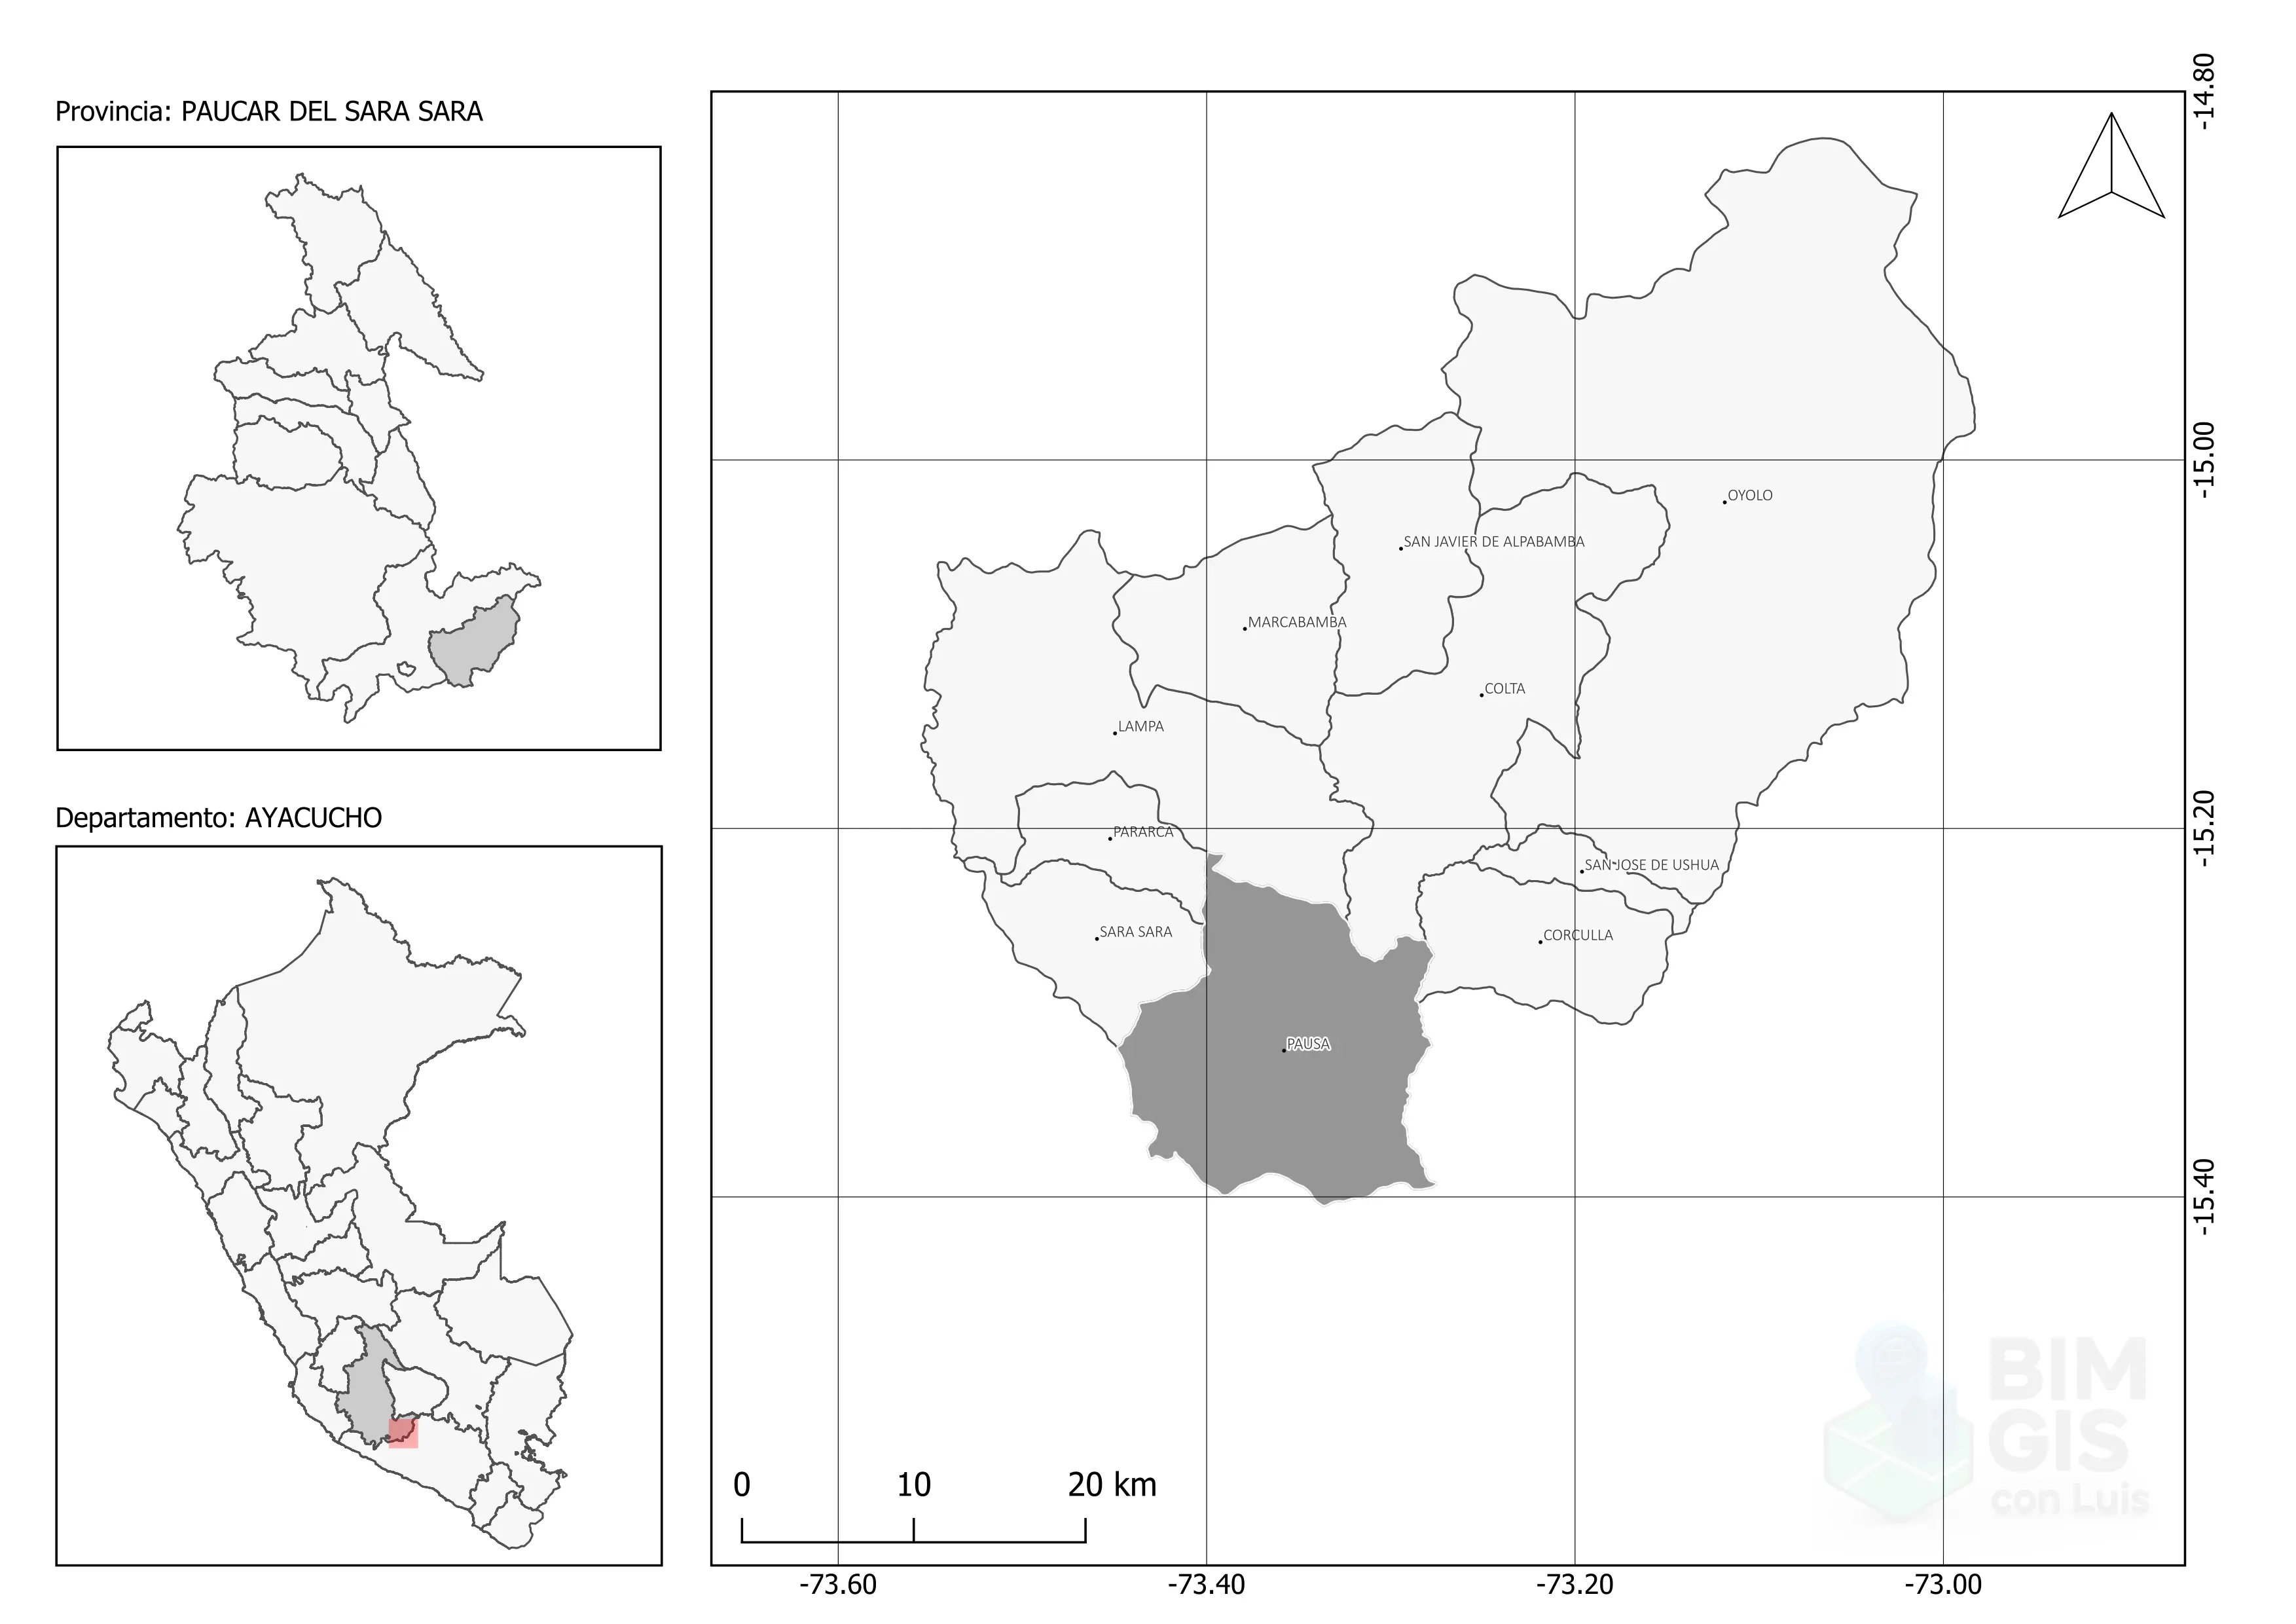 Provincia: PAUCAR DEL SARA SARA
Departamento: AYACUCHO
OYOLO
SAN JAVIER DE ALPABAMBA
MARCABAMBA
COLTA
LAMPA
PARARCA
SAN JOSE DE USHUA
SARA SARA
CORCULLA
PAUSA
-14.80
-15.00
-15.20
-15.40
BIM
GIS
con Luis
0 10 20 km
-73.60 -73.40 -73.20 -73.00